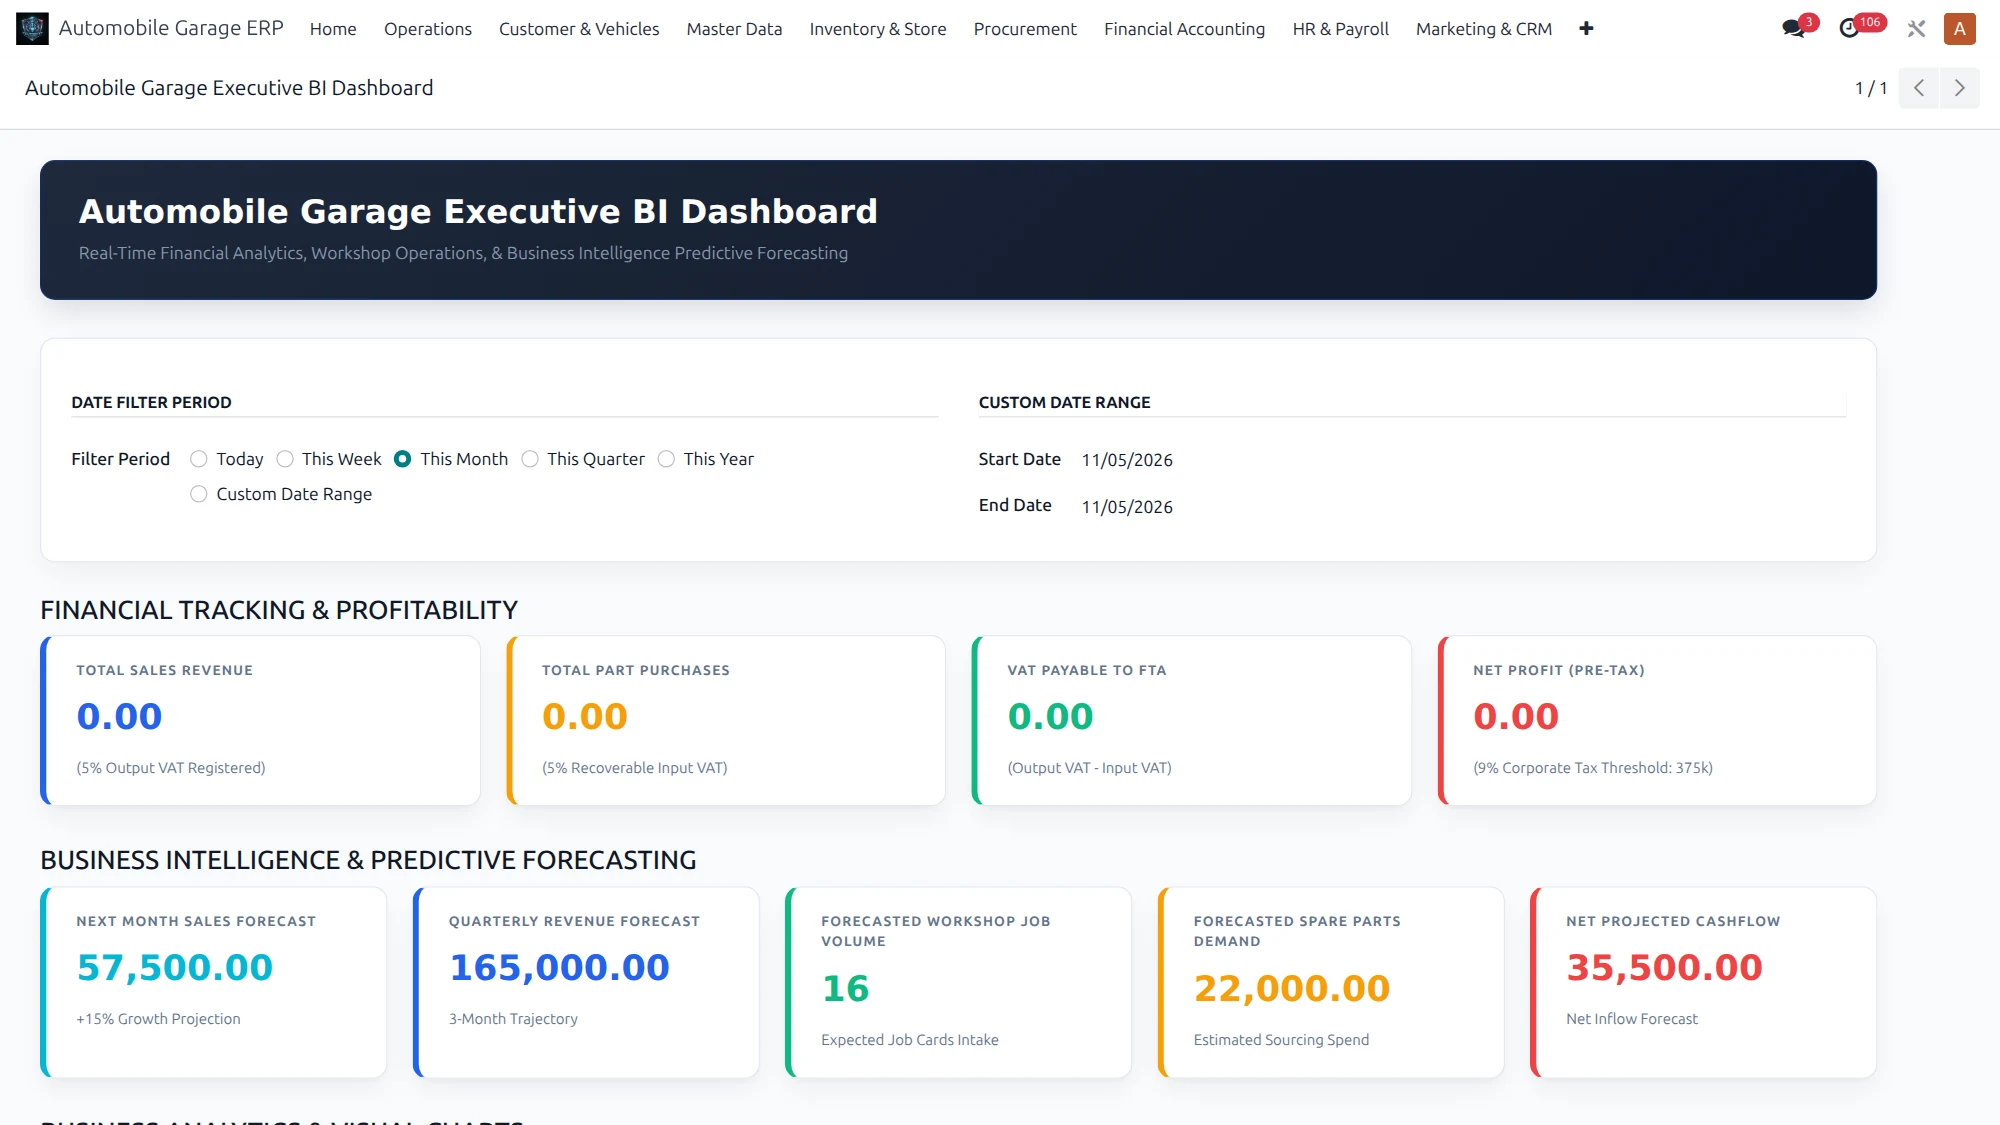 Automobile Garage ERP Home Operations Customer & Vehicles Master Data Inventory & Store Procurement Financial Accounting HR & Payroll Marketing & CRM 3 106 A
Automobile Garage Executive BI Dashboard 1 / 1
Automobile Garage Executive BI Dashboard
Real-Time Financial Analytics, Workshop Operations, & Business Intelligence Predictive Forecasting
DATE FILTER PERIOD
Filter Period Today This Week This Month This Quarter This Year
Custom Date Range
CUSTOM DATE RANGE
Start Date 11/05/2026
End Date 11/05/2026
FINANCIAL TRACKING & PROFITABILITY
TOTAL SALES REVENUE
0.00
(5% Output VAT Registered)
TOTAL PART PURCHASES
0.00
(5% Recoverable Input VAT)
VAT PAYABLE TO FTA
0.00
(Output VAT - Input VAT)
NET PROFIT (PRE-TAX)
0.00
(9% Corporate Tax Threshold: 375k)
BUSINESS INTELLIGENCE & PREDICTIVE FORECASTING
NEXT MONTH SALES FORECAST
57,500.00
+15% Growth Projection
QUARTERLY REVENUE FORECAST
165,000.00
3-Month Trajectory
FORECASTED WORKSHOP JOB
VOLUME
16
Expected Job Cards Intake
FORECASTED SPARE PARTS
DEMAND
22,000.00
Estimated Sourcing Spend
NET PROJECTED CASHFLOW
35,500.00
Net Inflow Forecast
BUSINESS ANALYTICS & VISUAL CHARTS